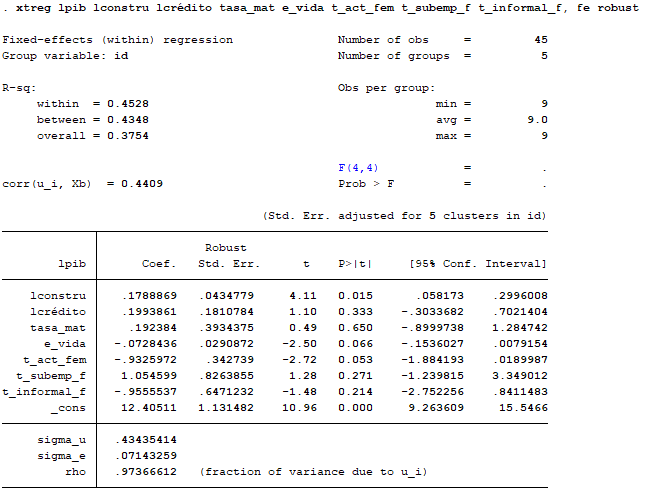 . xtreg lpib lconstru lcrédito tasa_mat e_vida t_act_fem t_subemp_f t_informal_f, fe robust
Fixed-effects (within) regression Number of obs = 45
Group variable: id Number of groups = 5
R-sq: Obs per group:
within = 0.4528 min = 9
between = 0.4348 avg = 9.0
overall = 0.3754 max = 9
F(4,4) = .
corr(u_i, Xb) = 0.4409 Prob > F = .
(Std. Err. adjusted for 5 clusters in id)
Robust
lpib Coef. Std. Err. t P>|t| [95% Conf. Interval]
lconstru .1788869 .0434779 4.11 0.015 .058173 .2996008
lcrédito .1993861 .1810784 1.10 0.333 -.3033682 .7021404
tasa_mat .192384 .3934375 0.49 0.650 -.8999738 1.284742
e_vida -.0728436 .0290872 -2.50 0.066 -.1536027 .0079154
t_act_fem -.9325972 .342739 -2.72 0.053 -1.884193 .0189987
t_subemp_f 1.054599 .8263855 1.28 0.271 -1.239815 3.349012
t_informal_f -.9555537 .6471232 -1.48 0.214 -2.752256 .8411483
_cons 12.40511 1.131482 10.96 0.000 9.263609 15.5466
sigma_u .43435414
sigma_e .07143259
rho .97366612 (fraction of variance due to u_i)